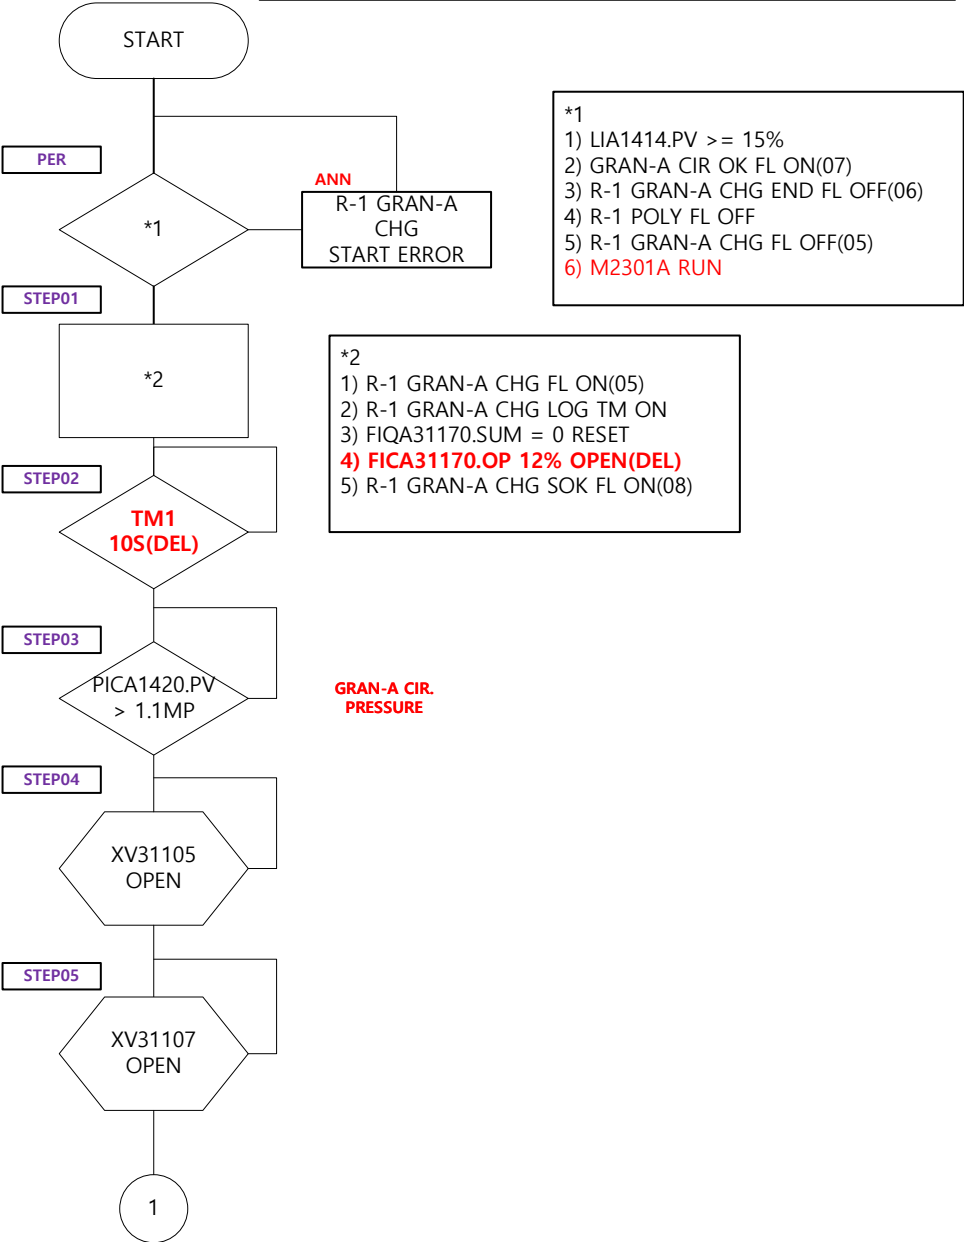 START
*1
1) LIA1414.PV >= 15%
2) GRAN-A CIR OK FL ON(07)
3) R-1 GRAN-A CHG END FL OFF(06)
4) R-1 POLY FL OFF
5) R-1 GRAN-A CHG FL OFF(05)
6) M2301A RUN
PER
ANN
*1
R-1 GRAN-A
CHG
START ERROR
STEP01
*2
*2
1) R-1 GRAN-A CHG FL ON(05)
2) R-1 GRAN-A CHG LOG TM ON
3) FIQA31170.SUM = 0 RESET
4) FICA31170.OP 12% OPEN(DEL)
5) R-1 GRAN-A CHG SOK FL ON(08)
STEP02
TM1
10S(DEL)
STEP03
PICA1420.PV
> 1.1MP
GRAN-A CIR.
PRESSURE
STEP04
XV31105
OPEN
STEP05
XV31107
OPEN
1